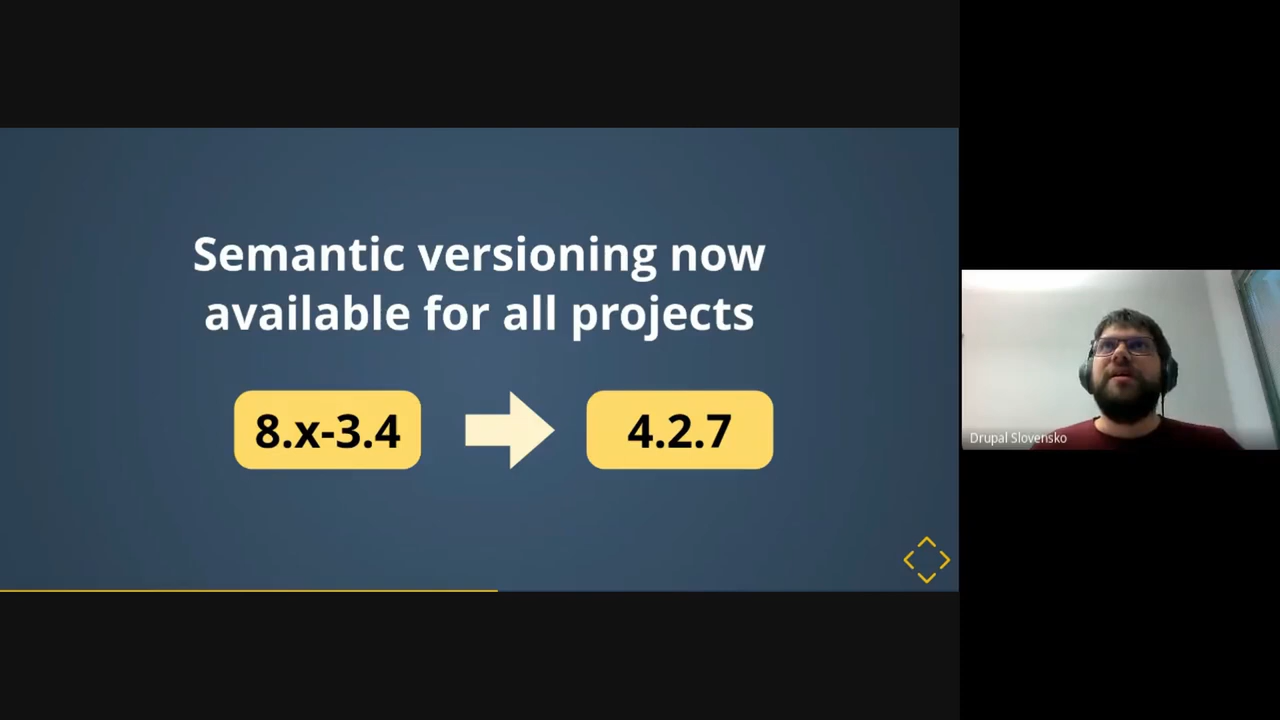 Semantic versioning now
available for all projects
8.x-3.4
4.2.7
Drupal Slovensko